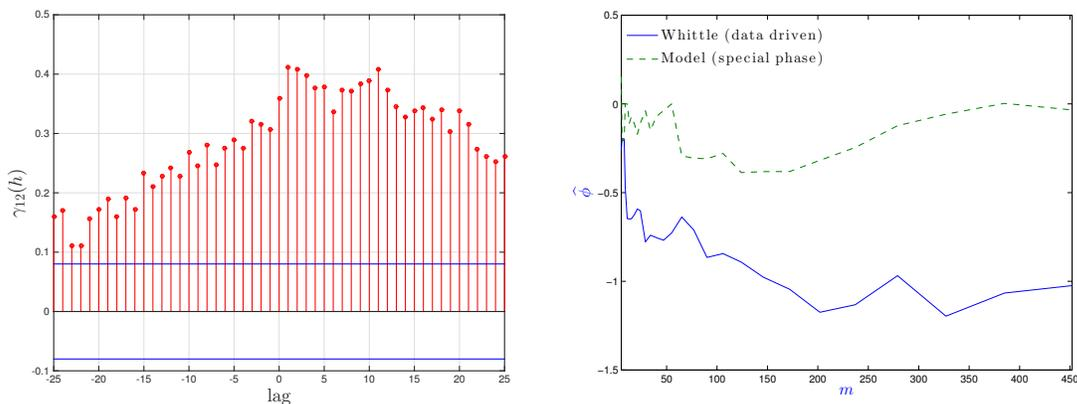 0.5
0.4
0.3
0.2
0.1
0
-0.1
γ₁₂(h)
-25 -20 -15 -10 -5 0 5 10 15 20 25
lag
0.5
0
−0.5
−1
−1.5
φ̂
Whittle (data driven)
Model (special phase)
50 100 150 200 250 300 350 400 450
m